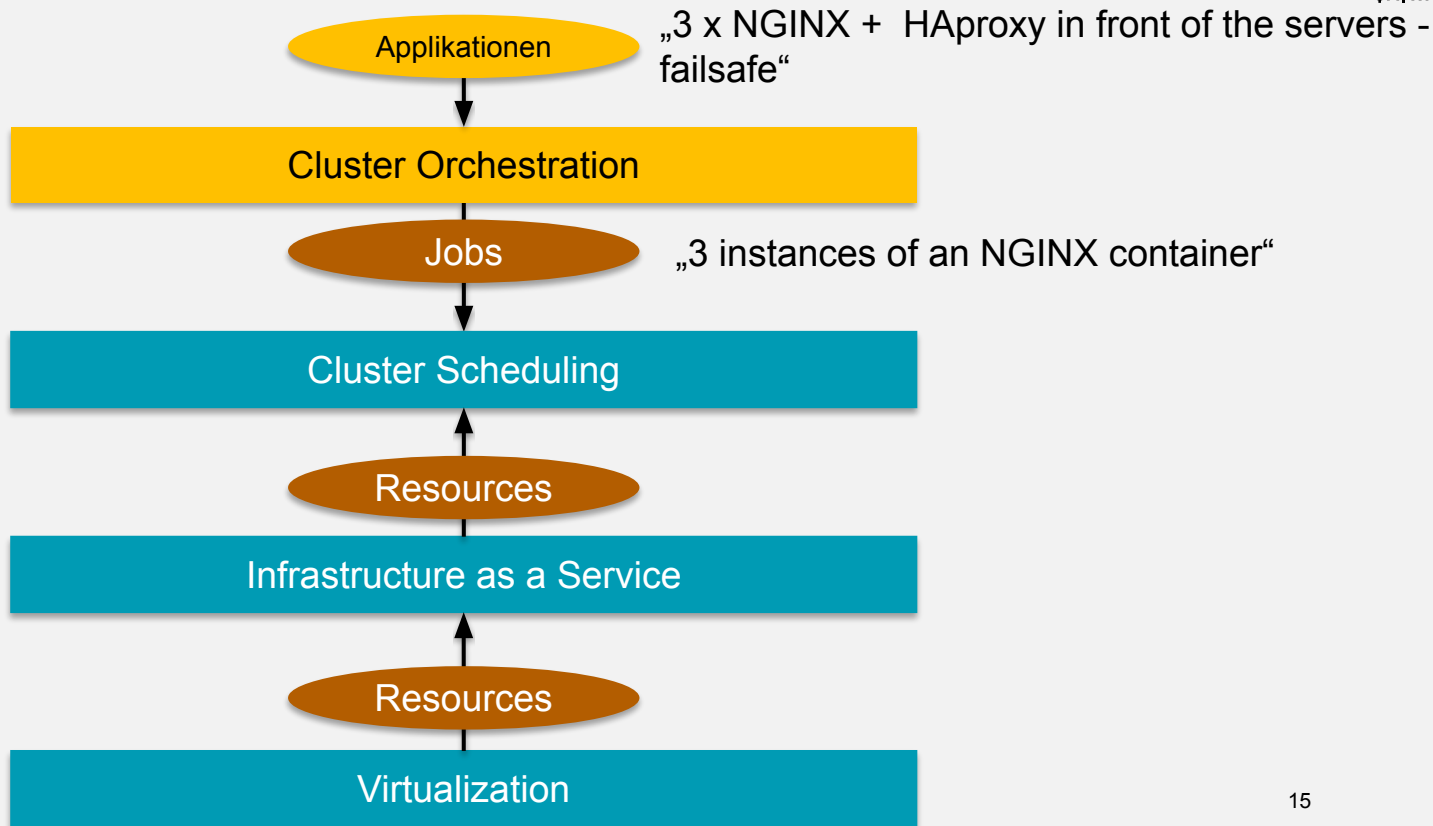 „3 x NGINX + HAproxy in front of the servers -
failsafe“
Applikationen
Cluster Orchestration
Jobs
„3 instances of an NGINX container“
Cluster Scheduling
Resources
Infrastructure as a Service
Resources
Virtualization
15